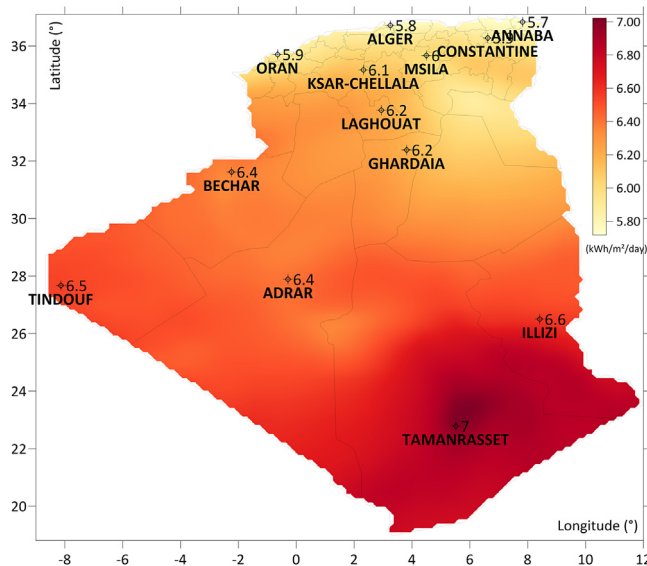 36
34
32
30
28
26
24
22
20
Latitude (°)
-8
-6
-4
-2
0
2
4
6
8
10
12
Longitude (°)
5.8
ALGER
5.7
ANNABA
5.9
CONSTANTINE
5.9
ORAN
6
MSILA
6.1
KSAR-CHELLALA
6.2
LAGHOUAT
6.2
GHARDAIA
6.4
BECHAR
6.5
TINDOUF
6.4
ADRAR
6.6
ILLIZI
7
TAMANRASSET
7.00
6.80
6.60
6.40
6.20
6.00
5.80
(kWh/m²/day)